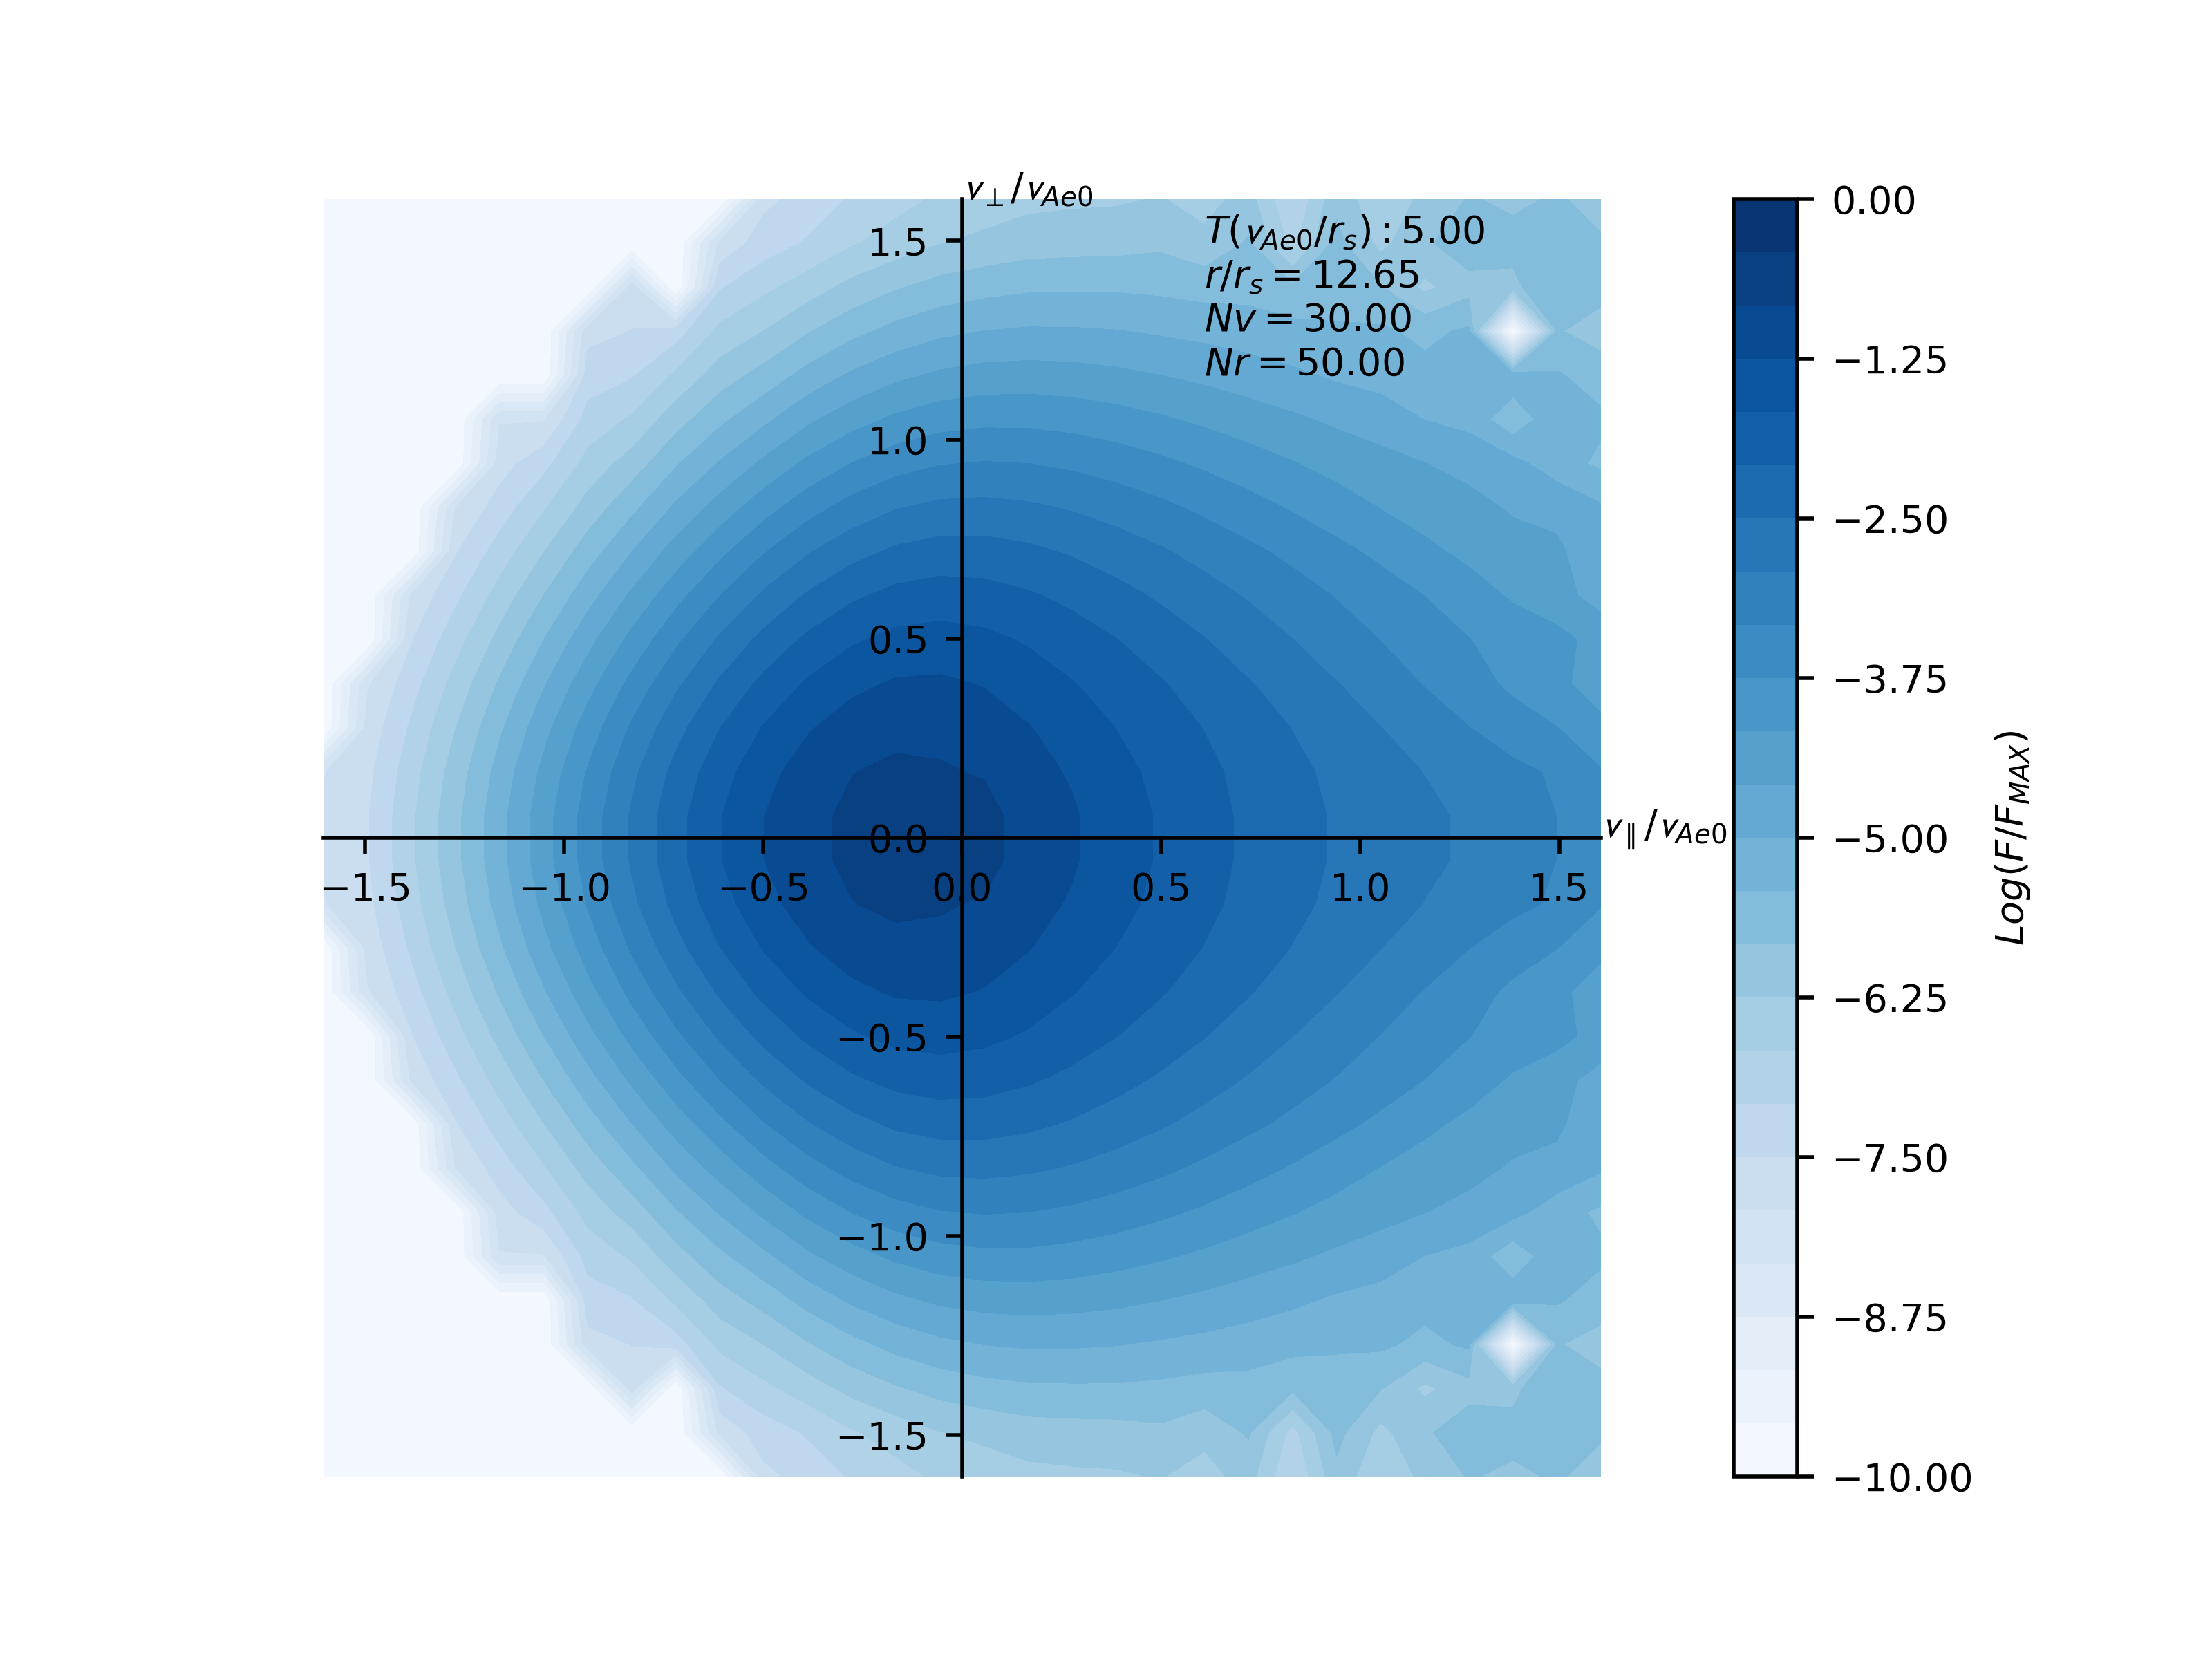 v⊥/vAe0
T(vAe0/rs) : 5.00
r/rs = 12.65
Nv = 30.00
Nr = 50.00
1.5
1.0
0.5
0.0
−0.5
−1.0
−1.5
−1.5 −1.0 −0.5 0.0 0.5 1.0 1.5
v∥/vAe0
0.00
−1.25
−2.50
−3.75
−5.00
−6.25
−7.50
−8.75
−10.00
Log(F/FMAX)